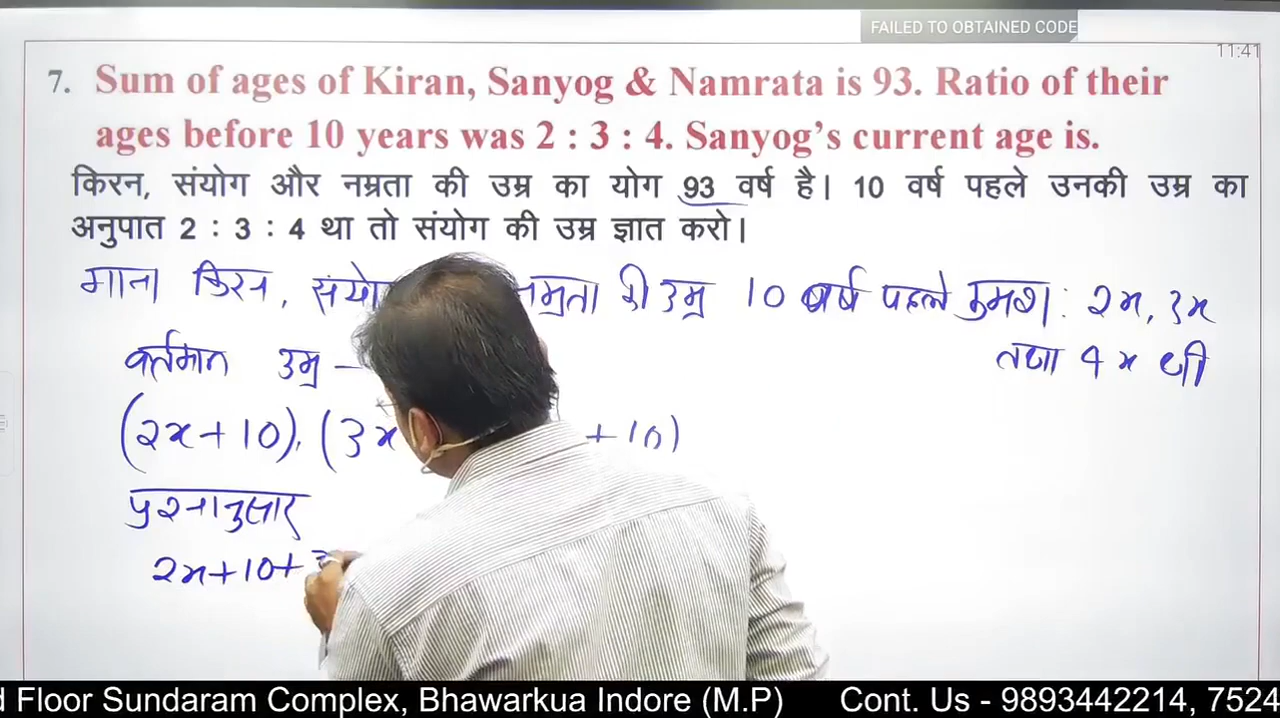 FAILED TO OBTAINED CODE
11:41
7. Sum of ages of Kiran, Sanyog & Namrata is 93. Ratio of their
ages before 10 years was 2 : 3 : 4. Sanyog's current age is.
किरन, संयोग और नम्रता की उम्र का योग 93 वर्ष है। 10 वर्ष पहले उनकी उम्र का
अनुपात 2 : 3 : 4 था तो संयोग की उम्र ज्ञात करो।
माना किरन, संयो नम्रता की उम्र 10 वर्ष पहले क्रमशः 2x, 3x
वर्तमान उम्र – तथा 4x थी
(2x+10), (3x + 10)
प्रश्नानुसार
2x+10+
d Floor Sundaram Complex, Bhawarkua Indore (M.P) Cont. Us - 9893442214, 7524